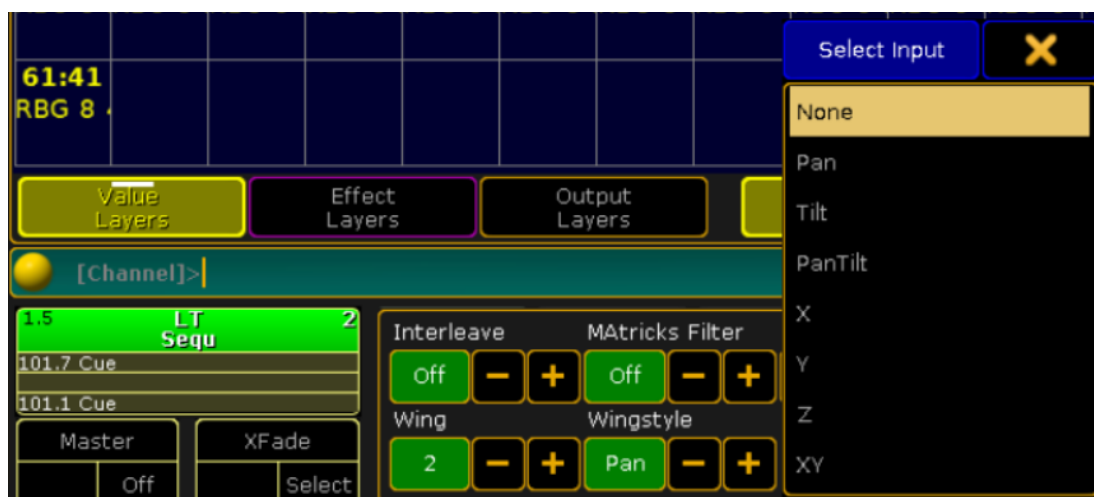 Select Input
61:41
RBG 8
None
Pan
Tilt
PanTilt
X
Y
Z
XY
Value
Layers
Effect
Layers
Output
Layers
[Channel]>
1.5 LT 2
Sequ
101.7 Cue
101.1 Cue
Master
Off
XFade
Select
Interleave
Off - +
MAtricks Filter
Off - +
Wing
2 - +
Wingstyle
Pan - +